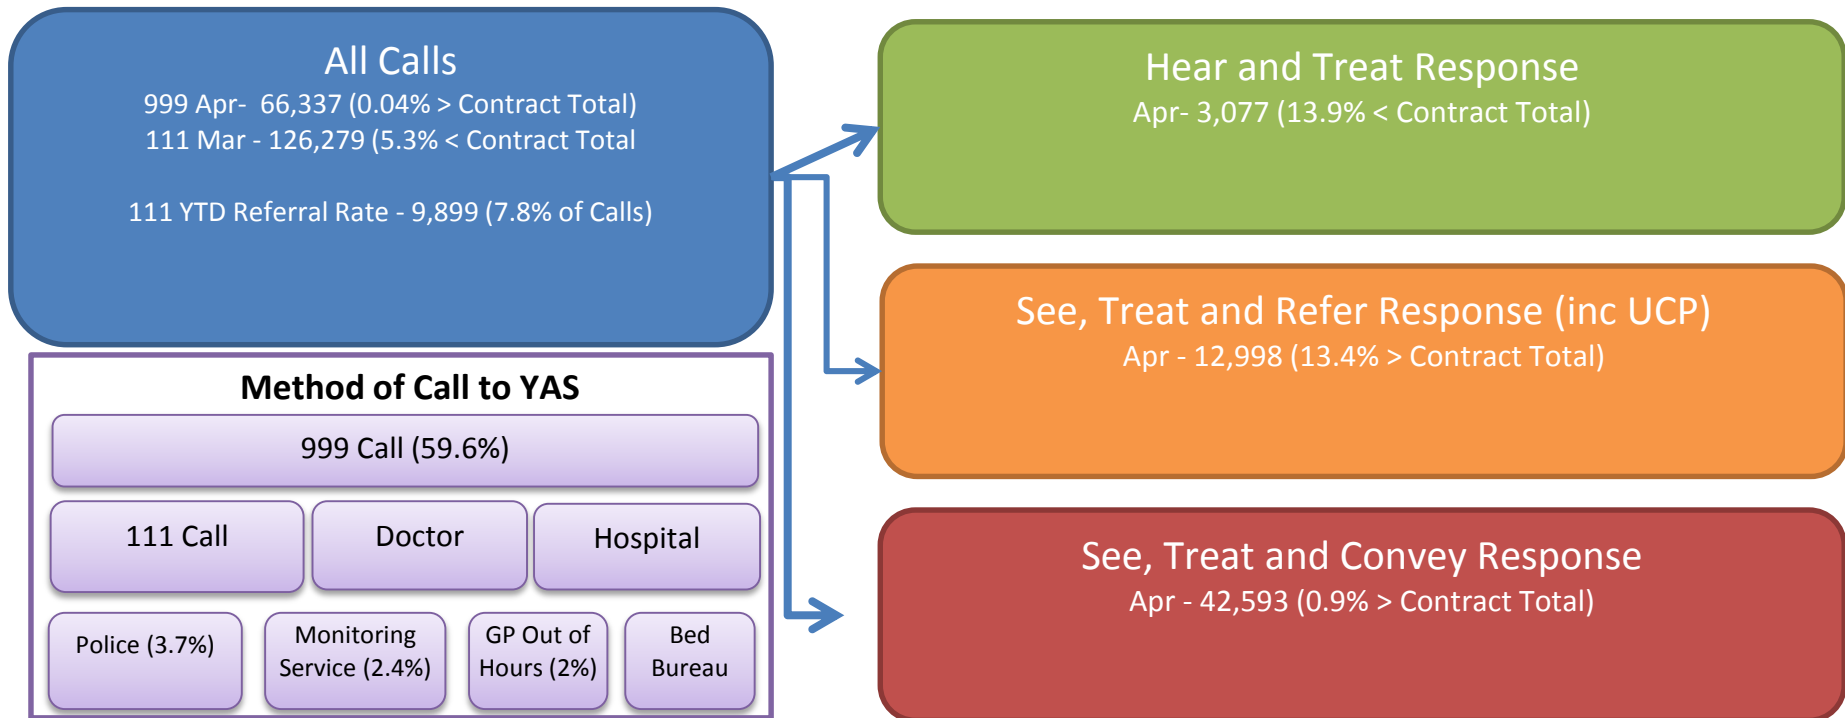 All Calls
999 Apr- 66,337 (0.04% > Contract Total)
111 Mar - 126,279 (5.3% < Contract Total
111 YTD Referral Rate - 9,899 (7.8% of Calls)
Method of Call to YAS
999 Call (59.6%)
111 Call
Doctor
Hospital
Police (3.7%)
Monitoring
Service (2.4%)
GP Out of
Hours (2%)
Bed
Bureau
Hear and Treat Response
Apr- 3,077 (13.9% < Contract Total)
See, Treat and Refer Response (inc UCP)
Apr - 12,998 (13.4% > Contract Total)
See, Treat and Convey Response
Apr - 42,593 (0.9% > Contract Total)